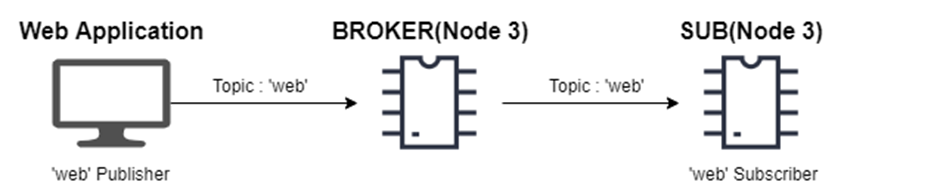 Web Application
BROKER(Node 3)
SUB(Node 3)
Topic : 'web'
Topic : 'web'
'web' Publisher
'web' Subscriber